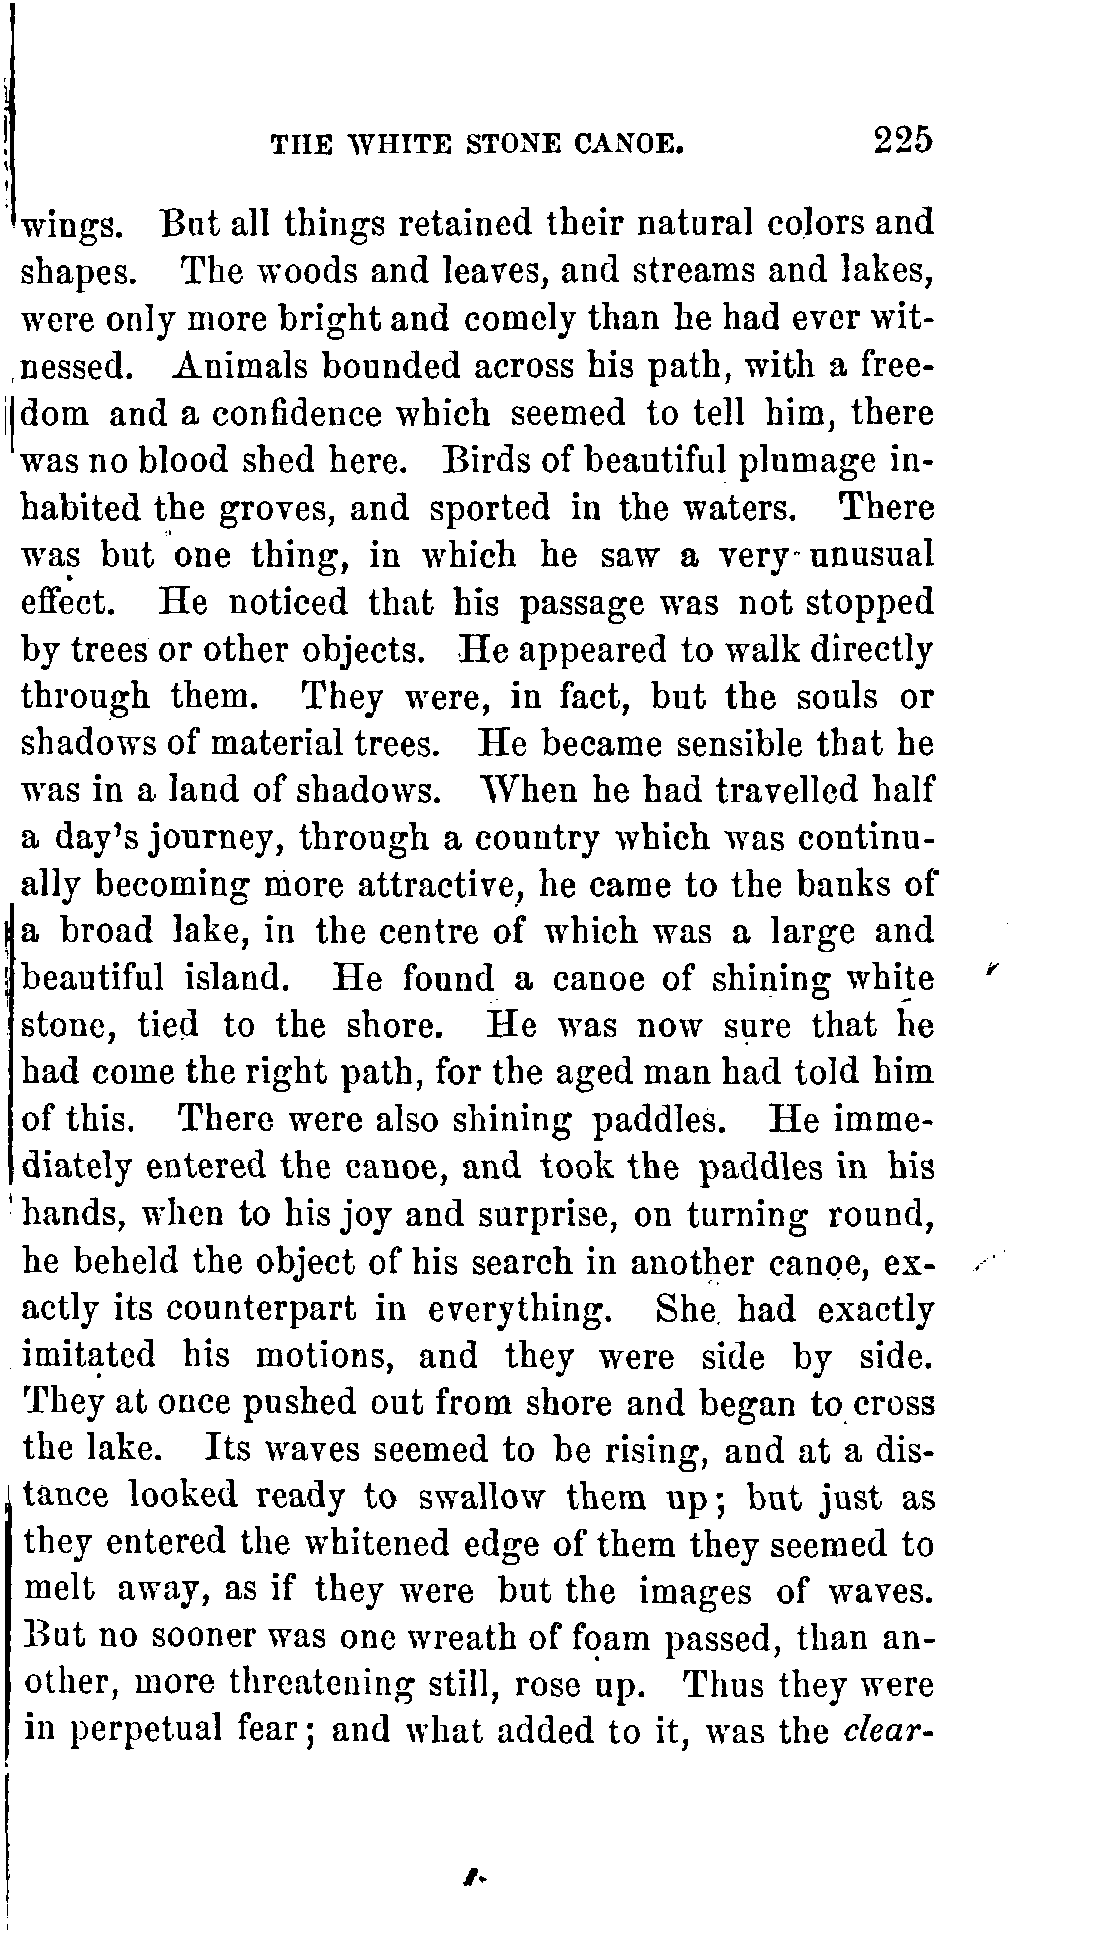 THE WHITE STONE CANOE. 225
wings. But all things retained their natural colors and
shapes. The woods and leaves, and streams and lakes,
were only more bright and comely than he had ever wit-
nessed. Animals bounded across his path, with a free-
dom and a confidence which seemed to tell him, there
was no blood shed here. Birds of beautiful plumage in-
habited the groves, and sported in the waters. There
was but one thing, in which he saw a very unusual
effect. He noticed that his passage was not stopped
by trees or other objects. He appeared to walk directly
through them. They were, in fact, but the souls or
shadows of material trees. He became sensible that he
was in a land of shadows. When he had travelled half
a day's journey, through a country which was continu-
ally becoming more attractive, he came to the banks of
a broad lake, in the centre of which was a large and
beautiful island. He found a canoe of shining white
stone, tied to the shore. He was now sure that he
had come the right path, for the aged man had told him
of this. There were also shining paddles. He imme-
diately entered the canoe, and took the paddles in his
hands, when to his joy and surprise, on turning round,
he beheld the object of his search in another canoe, ex-
actly its counterpart in everything. She had exactly
imitated his motions, and they were side by side.
They at once pushed out from shore and began to cross
the lake. Its waves seemed to be rising, and at a dis-
tance looked ready to swallow them up; but just as
they entered the whitened edge of them they seemed to
melt away, as if they were but the images of waves.
But no sooner was one wreath of foam passed, than an-
other, more threatening still, rose up. Thus they were
in perpetual fear; and what added to it, was the clear-